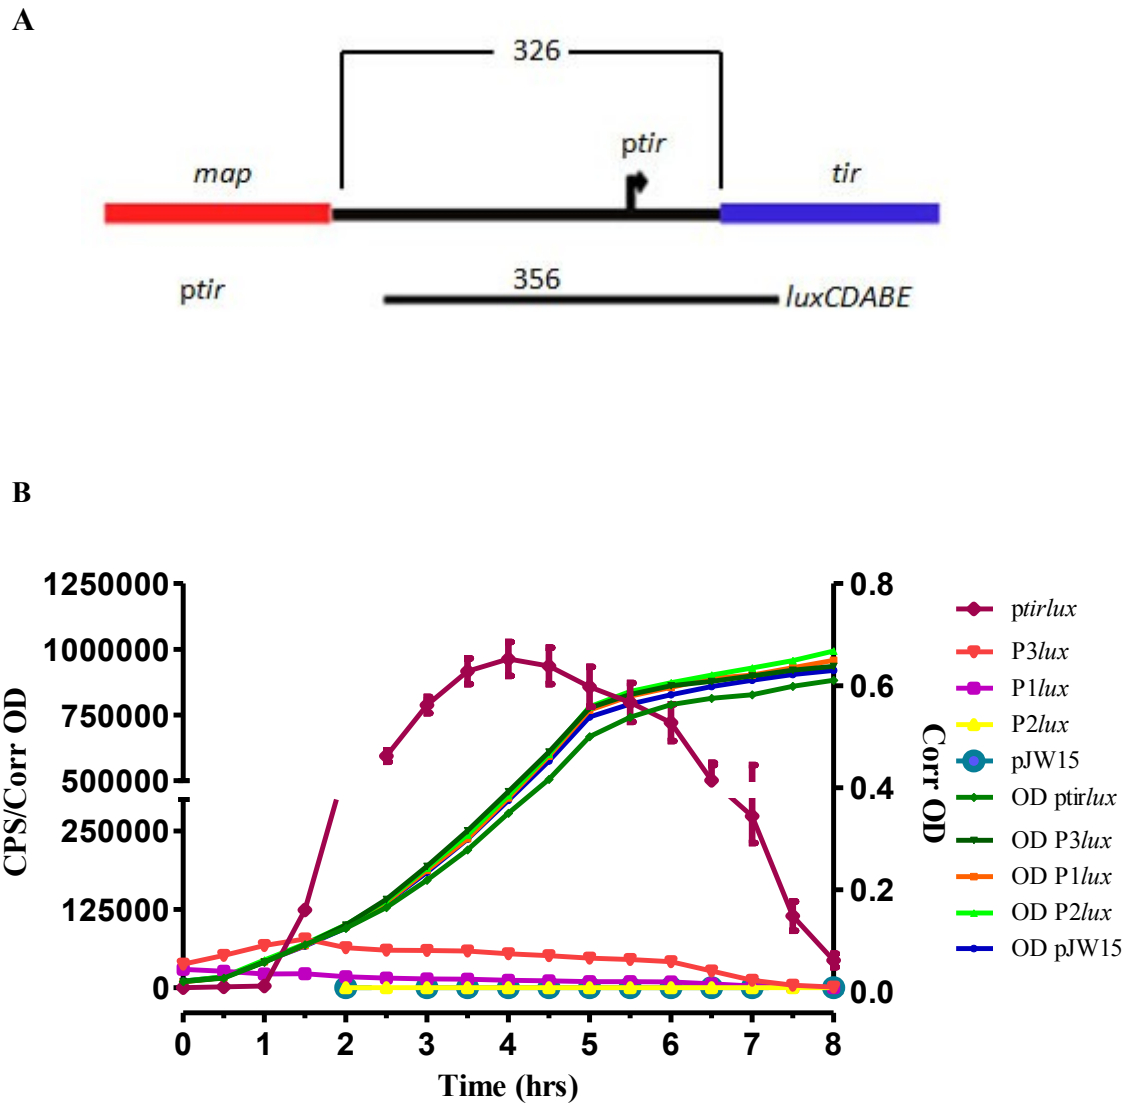 A
326
ptir
map
tir
ptir
356
luxCDABE
B
CPS/Corr OD
1250000
1000000
750000
500000
250000
125000
0
0.8
0.6
0.4
0.2
0.0
Corr OD
0 1 2 3 4 5 6 7 8
Time (hrs)
ptirlux
P3lux
P1lux
P2lux
pJW15
OD ptirlux
OD P3lux
OD P1lux
OD P2lux
OD pJW15